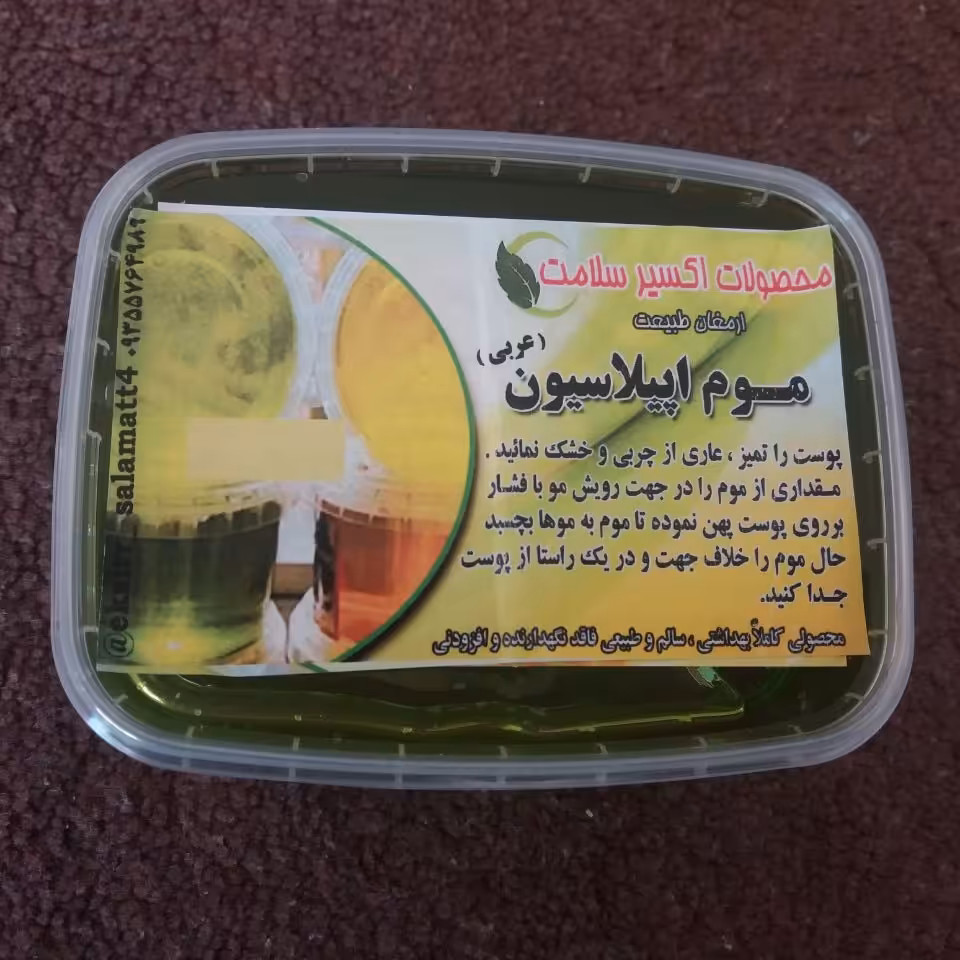 محصولات اکسیر سلامت
ارمغان طبیعت
(عربی)
موم اپیلاسیون
پوست را تمیز ، عاری از چربی و خشک نمائید .
مقداری از موم را در جهت رویش مو با فشار
برروی پوست پهن نموده تا موم به موها بچسبد
حال موم را خلاف جهت و در یک راستا از پوست
جدا کنید.
محصولی کاملاً بهداشتی ، سالم و طبیعی فاقد نگهدارنده و افزودنی
salamatt4 ۰۹۳۵۵۷۶۴۹۸۹